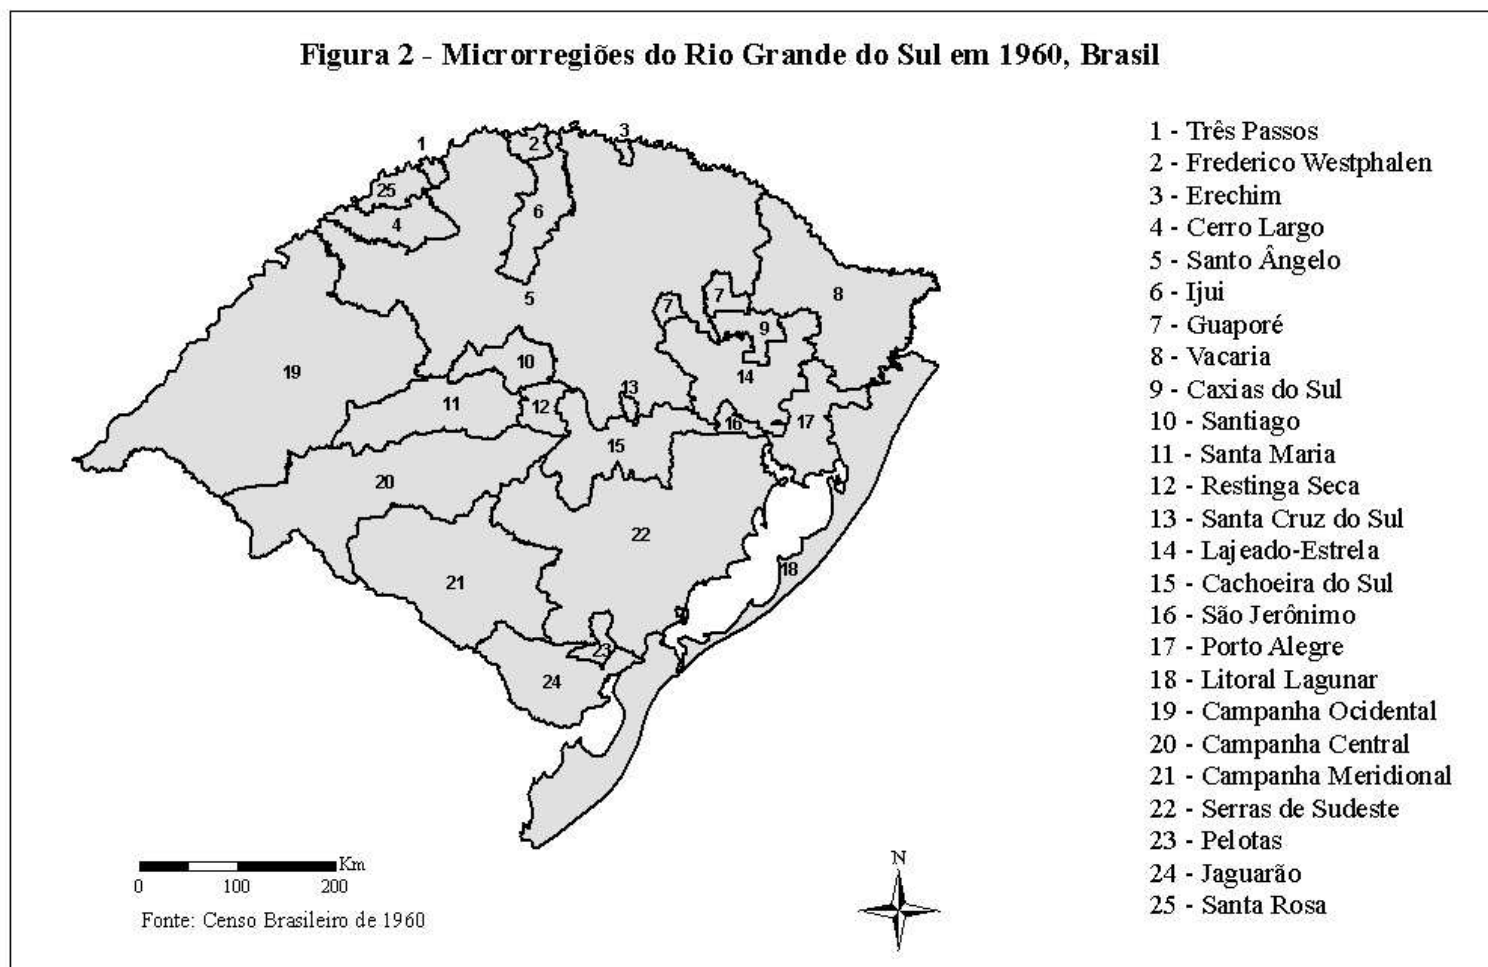 Figura 2 - Microrregiões do Rio Grande do Sul em 1960, Brasil
1 - Três Passos
2 - Frederico Westphalen
3 - Erechim
4 - Cerro Largo
5 - Santo Ângelo
6 - Ijui
7 - Guaporé
8 - Vacaria
9 - Caxias do Sul
10 - Santiago
11 - Santa Maria
12 - Restinga Seca
13 - Santa Cruz do Sul
14 - Lajeado-Estrela
15 - Cachoeira do Sul
16 - São Jerônimo
17 - Porto Alegre
18 - Litoral Lagunar
19 - Campanha Ocidental
20 - Campanha Central
21 - Campanha Meridional
22 - Serras de Sudeste
23 - Pelotas
24 - Jaguarão
25 - Santa Rosa
3
1
2
25
6
4
8
5
7
7
9
10
19
14
13
11
12
16
17
15
20
22
18
21
23
24
Km
0 100 200
N
Fonte: Censo Brasileiro de 1960